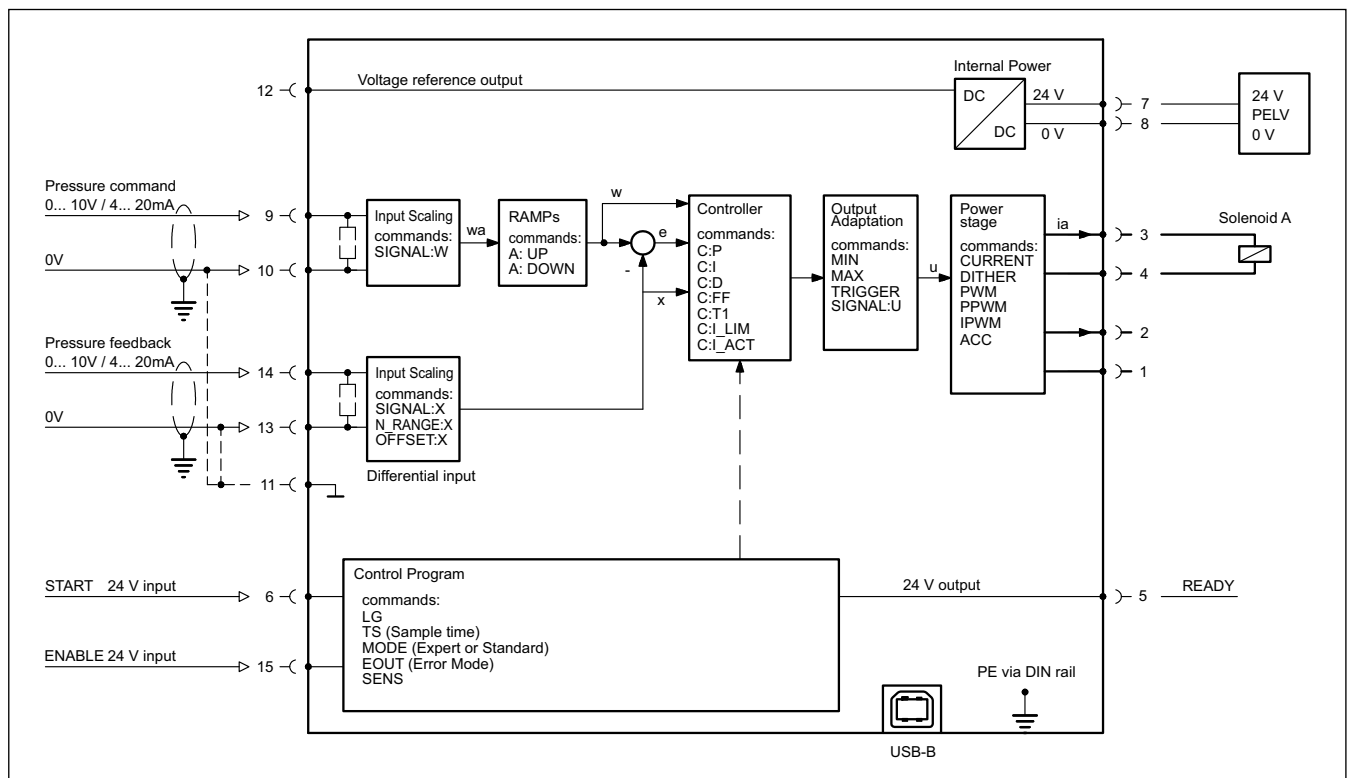 12
Voltage reference output
Internal Power
DC
DC
24 V
0 V
7
8
24 V
PELV
0 V
Pressure command
0... 10V / 4... 20mA
9
0V
10
Input Scaling
commands:
SIGNAL:W
wa
RAMPs
commands:
A: UP
A: DOWN
w
e
-
x
Controller
commands:
C:P
C:I
C:D
C:FF
C:T1
C:I_LIM
C:I_ACT
Output
Adaptation
commands:
MIN
MAX
TRIGGER
SIGNAL:U
u
Power
stage
commands:
CURRENT
DITHER
PWM
PPWM
IPWM
ACC
ia
3
4
2
1
Solenoid A
Pressure feedback
0... 10V / 4... 20mA
14
0V
13
11
Input Scaling
commands:
SIGNAL:X
N_RANGE:X
OFFSET:X
Differential input
START 24 V input
6
ENABLE 24 V input
15
Control Program
commands:
LG
TS (Sample time)
MODE (Expert or Standard)
EOUT (Error Mode)
SENS
24 V output
5
READY
PE via DIN rail
USB-B